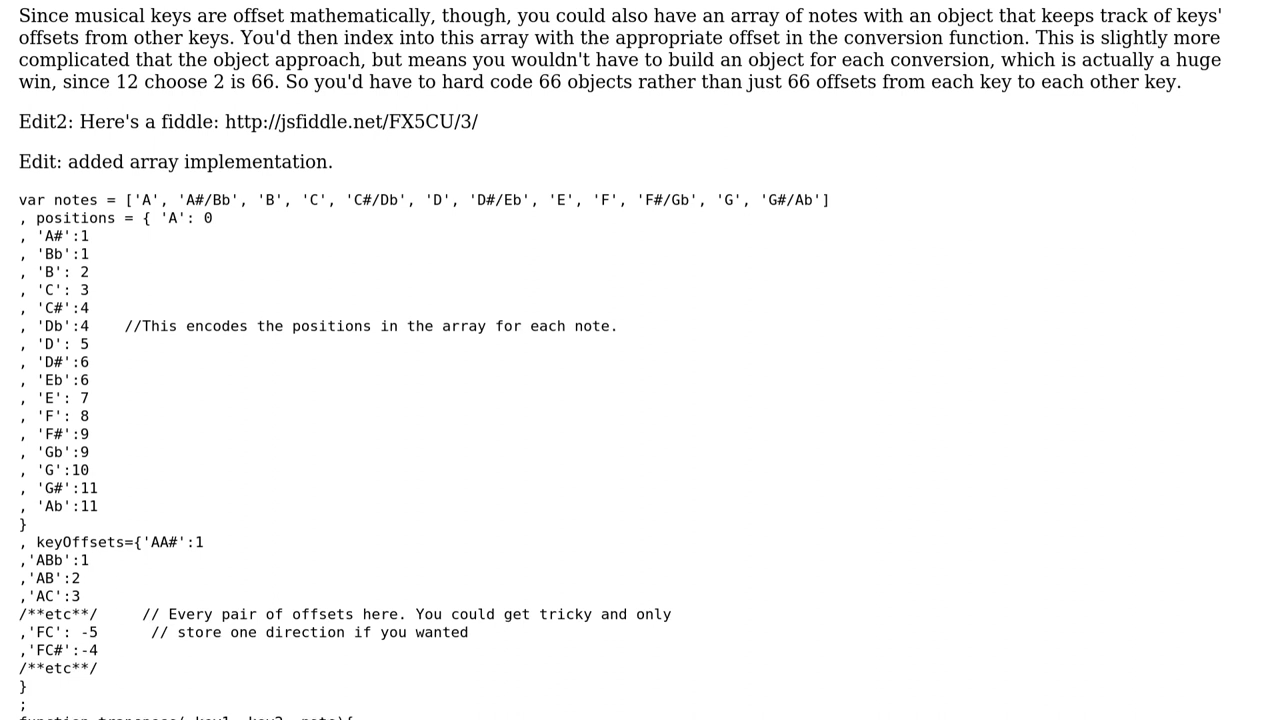 Since musical keys are offset mathematically, though, you could also have an array of notes with an object that keeps track of keys'
offsets from other keys. You'd then index into this array with the appropriate offset in the conversion function. This is slightly more
complicated that the object approach, but means you wouldn't have to build an object for each conversion, which is actually a huge
win, since 12 choose 2 is 66. So you'd have to hard code 66 objects rather than just 66 offsets from each key to each other key.
Edit2: Here's a fiddle: http://jsfiddle.net/FX5CU/3/
Edit: added array implementation.
var notes = ['A', 'A#/Bb', 'B', 'C', 'C#/Db', 'D', 'D#/Eb', 'E', 'F', 'F#/Gb', 'G', 'G#/Ab']
, positions = { 'A': 0
, 'A#':1
, 'Bb':1
, 'B': 2
, 'C': 3
, 'C#':4
, 'Db':4    //This encodes the positions in the array for each note.
, 'D': 5
, 'D#':6
, 'Eb':6
, 'E': 7
, 'F': 8
, 'F#':9
, 'Gb':9
, 'G':10
, 'G#':11
, 'Ab':11
}
, keyOffsets={'AA#':1
,'ABb':1
,'AB':2
,'AC':3
/**etc**/     // Every pair of offsets here. You could get tricky and only
,'FC': -5      // store one direction if you wanted
,'FC#':-4
/**etc**/
}
;